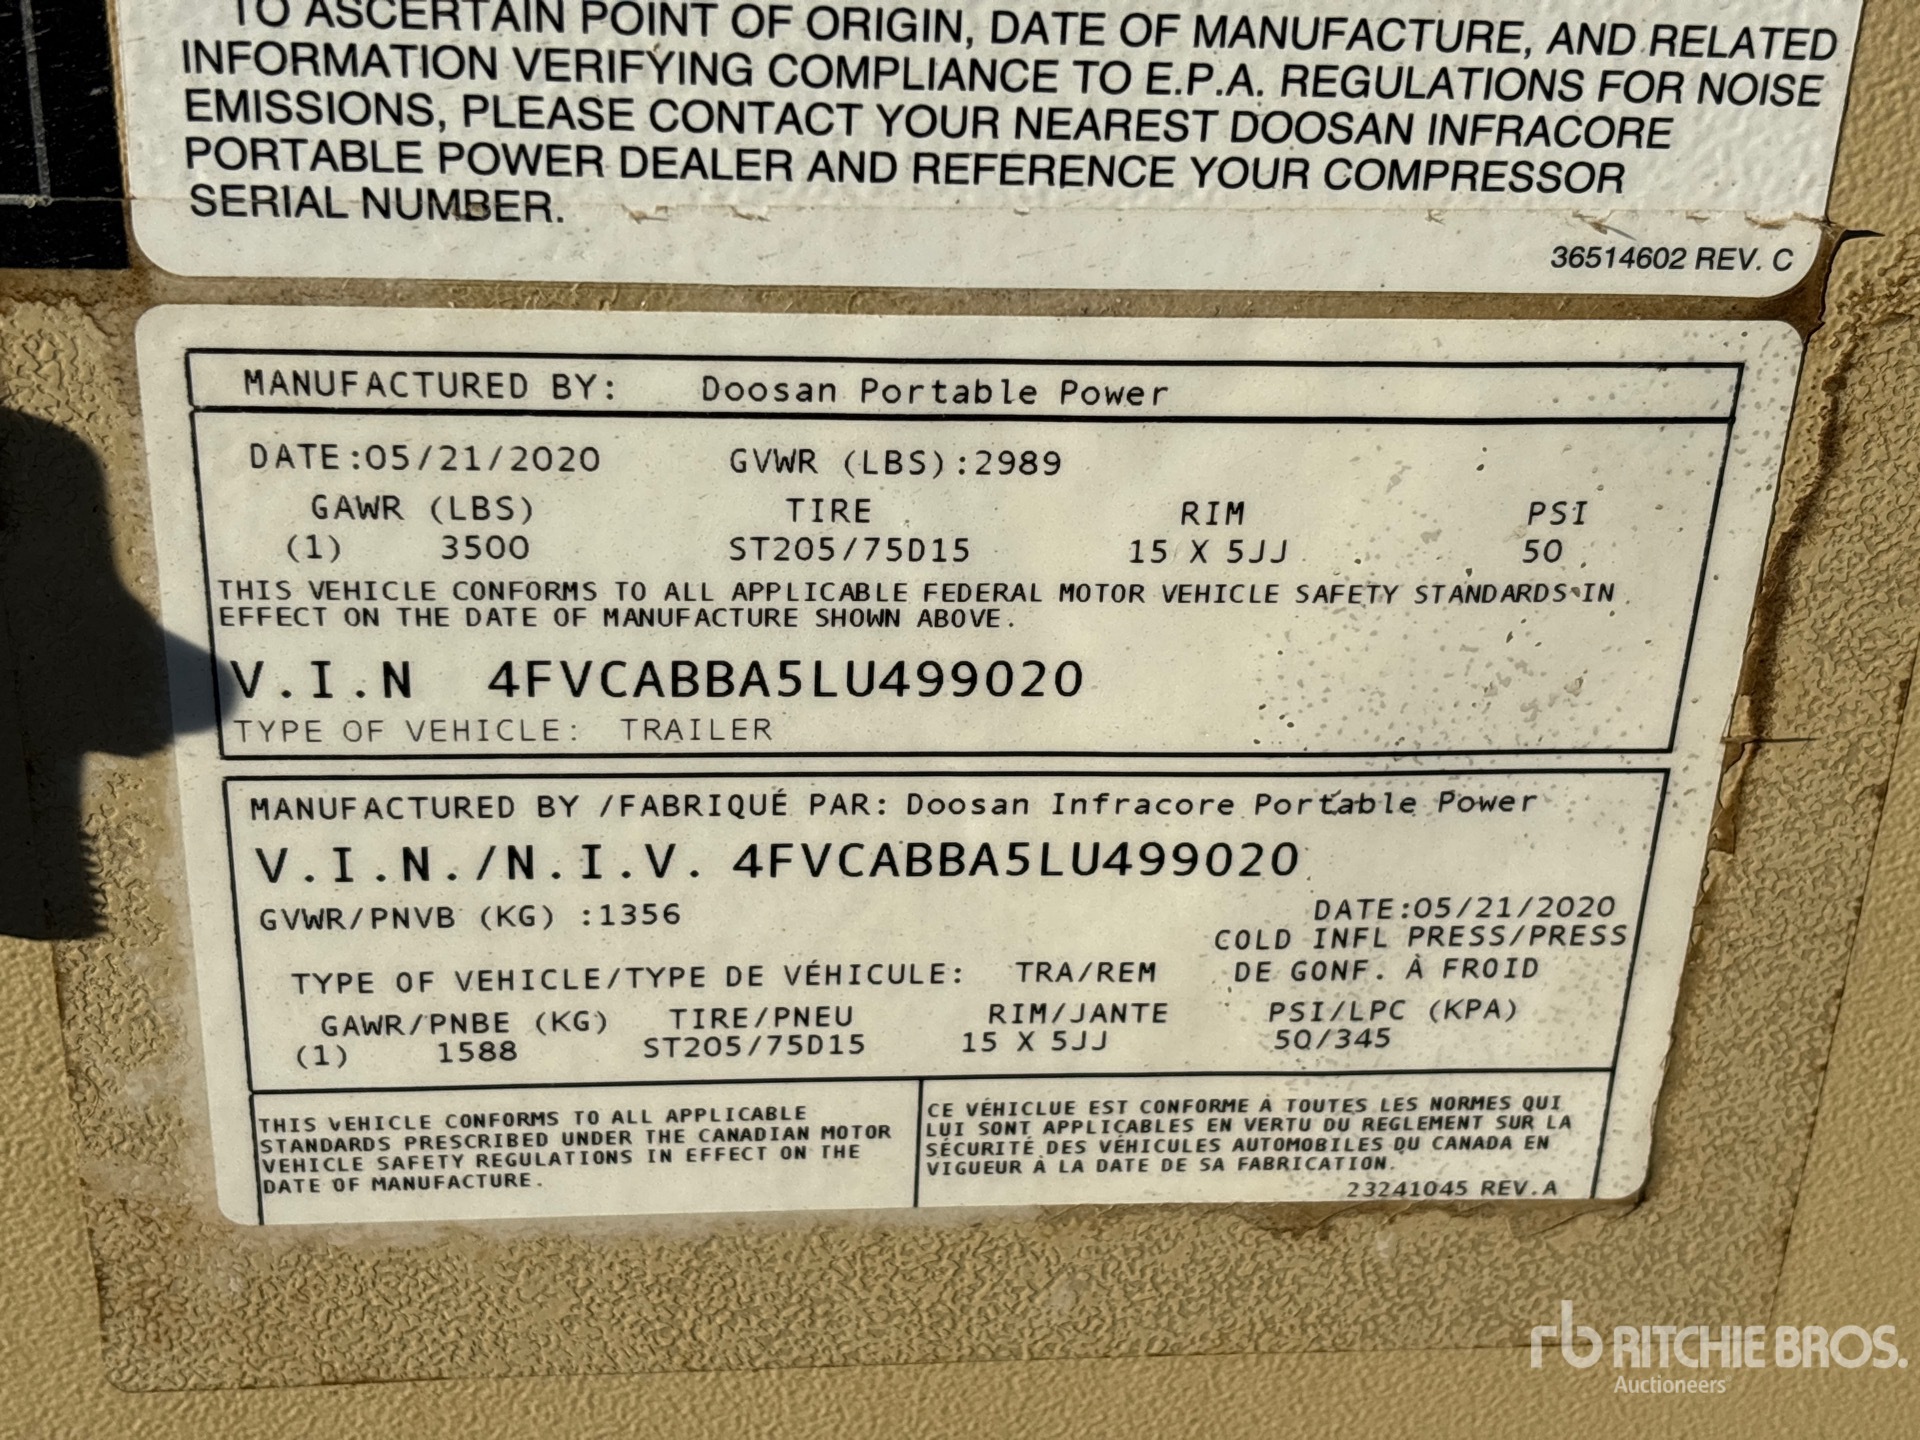 TO ASCERTAIN POINT OF ORIGIN, DATE OF MANUFACTURE, AND RELATED
INFORMATION VERIFYING COMPLIANCE TO E.P.A. REGULATIONS FOR NOISE
EMISSIONS, PLEASE CONTACT YOUR NEAREST DOOSAN INFRACORE
PORTABLE POWER DEALER AND REFERENCE YOUR COMPRESSOR
SERIAL NUMBER.
36514602 REV. C
MANUFACTURED BY: Doosan Portable Power
DATE:05/21/2020 GVWR (LBS):2989
GAWR (LBS) TIRE RIM PSI
(1) 3500 ST205/75D15 15 X 5JJ 50
THIS VEHICLE CONFORMS TO ALL APPLICABLE FEDERAL MOTOR VEHICLE SAFETY STANDARDS IN
EFFECT ON THE DATE OF MANUFACTURE SHOWN ABOVE.
V.I.N 4FVCABBA5LU499020
TYPE OF VEHICLE: TRAILER
MANUFACTURED BY /FABRIQUÉ PAR: Doosan Infracore Portable Power
V.I.N./N.I.V. 4FVCABBA5LU499020
GVWR/PNVB (KG) :1356 DATE:05/21/2020
COLD INFL PRESS/PRESS
TYPE OF VEHICLE/TYPE DE VÉHICULE: TRA/REM DE GONF. À FROID
GAWR/PNBE (KG) TIRE/PNEU RIM/JANTE PSI/LPC (KPA)
(1) 1588 ST205/75D15 15 X 5JJ 50/345
THIS VEHICLE CONFORMS TO ALL APPLICABLE
STANDARDS PRESCRIBED UNDER THE CANADIAN MOTOR
VEHICLE SAFETY REGULATIONS IN EFFECT ON THE
DATE OF MANUFACTURE.
CE VÉHICLUE EST CONFORME À TOUTES LES NORMES QUI
LUI SONT APPLICABLES EN VERTU DU RÈGLEMENT SUR LA
SÉCURITÉ DES VÉHICULES AUTOMOBILES DU CANADA EN
VIGUEUR À LA DATE DE SA FABRICATION.
23241045 REV.A
rb RITCHIE BROS.
Auctioneers